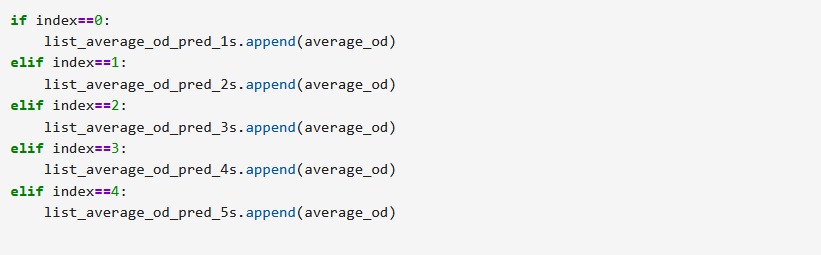 if index==0:
    list_average_od_pred_1s.append(average_od)
elif index==1:
    list_average_od_pred_2s.append(average_od)
elif index==2:
    list_average_od_pred_3s.append(average_od)
elif index==3:
    list_average_od_pred_4s.append(average_od)
elif index==4:
    list_average_od_pred_5s.append(average_od)